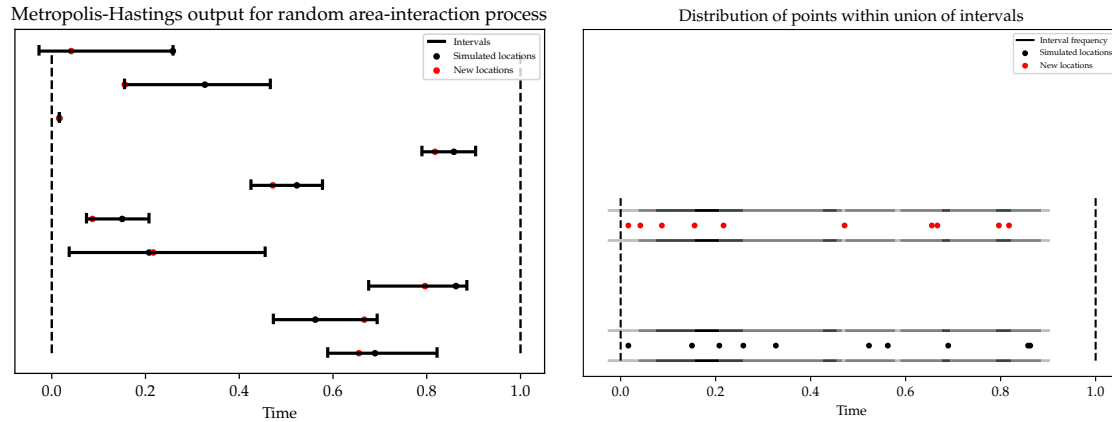 Metropolis-Hastings output for random area-interaction process
Intervals
Simulated locations
New locations
0.0 0.2 0.4 0.6 0.8 1.0
Time
Distribution of points within union of intervals
Interval frequency
Simulated locations
New locations
0.0 0.2 0.4 0.6 0.8 1.0
Time